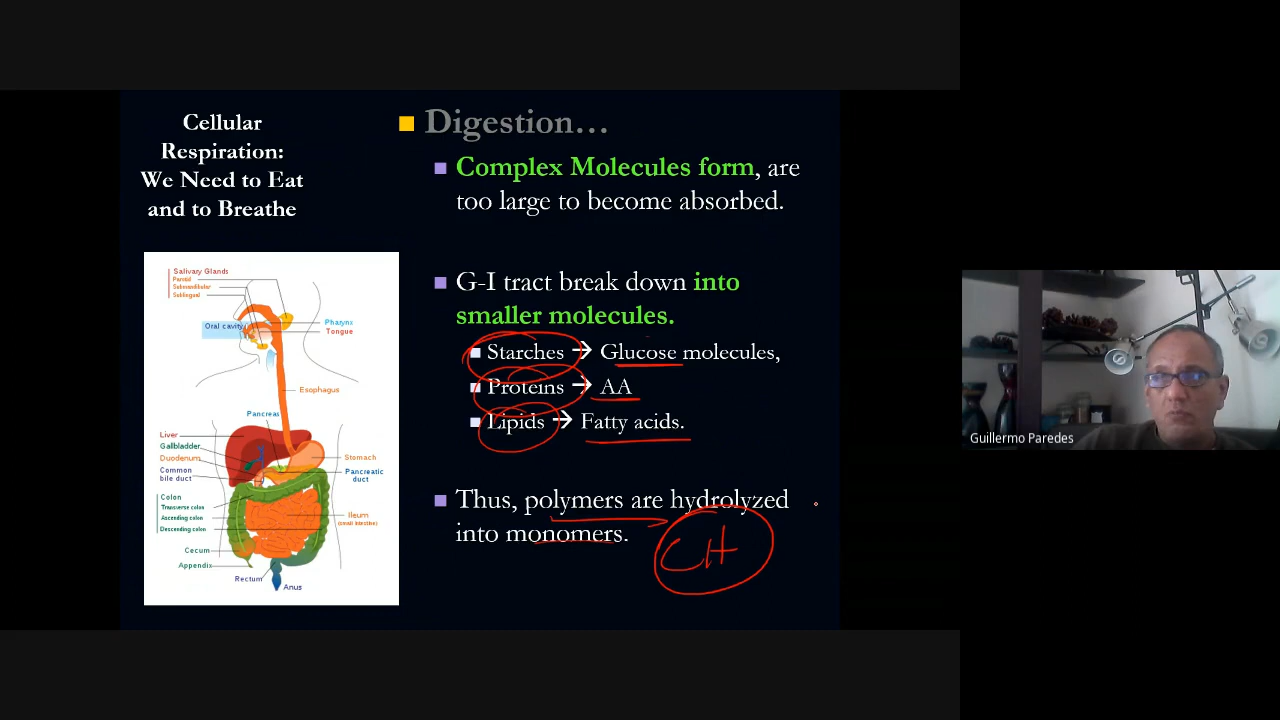 Cellular
Respiration:
We Need to Eat
and to Breathe
Digestion...
Complex Molecules form, are
too large to become absorbed.
G-I tract break down into
smaller molecules.
Starches → Glucose molecules,
Proteins → AA
Lipids → Fatty acids.
Thus, polymers are hydrolyzed
into monomers.
CH
Salivary Glands
Parotid
Submandibular
Sublingual
Oral cavity
Pharynx
Tongue
Esophagus
Pancreas
Liver
Gallbladder
Duodenum
Common
bile duct
Stomach
Pancreatic
duct
Colon
Transverse colon
Ascending colon
Descending colon
Ileum
(small intestine)
Cecum
Appendix
Rectum
Anus
Guillermo Paredes